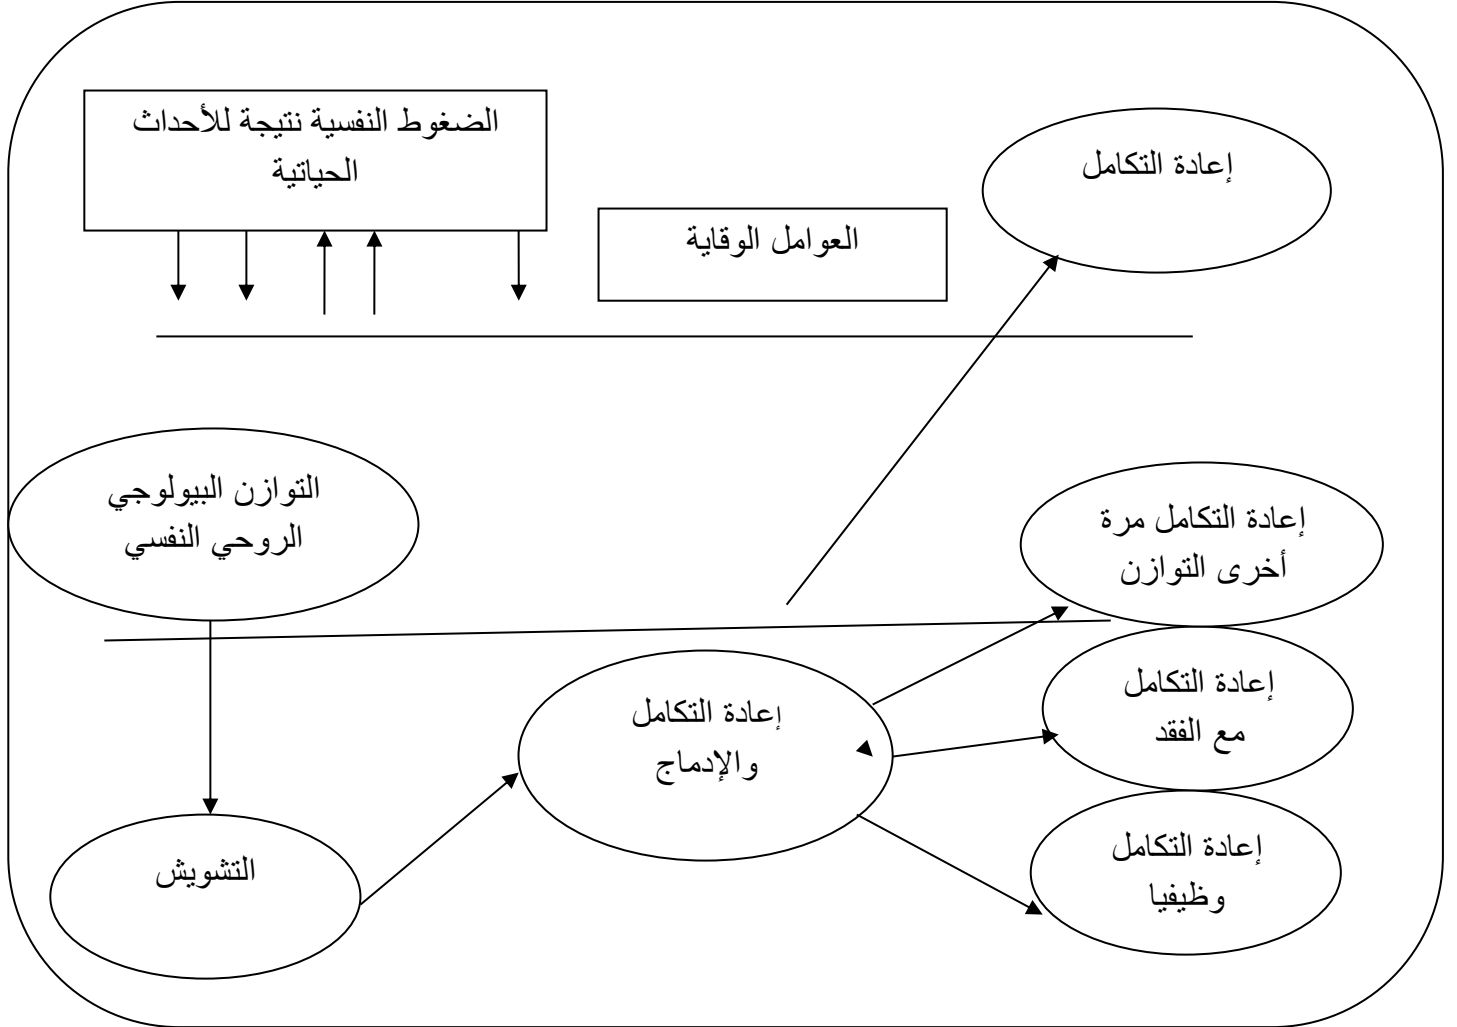 الضغوط النفسية نتيجة للأحداث
الحياتية
إعادة التكامل
العوامل الوقاية
التوازن البيولوجي
الروحي النفسي
إعادة التكامل مرة
أخرى التوازن
إعادة التكامل
والإدماج
إعادة التكامل
مع الفقد
التشويش
إعادة التكامل
وظيفيا